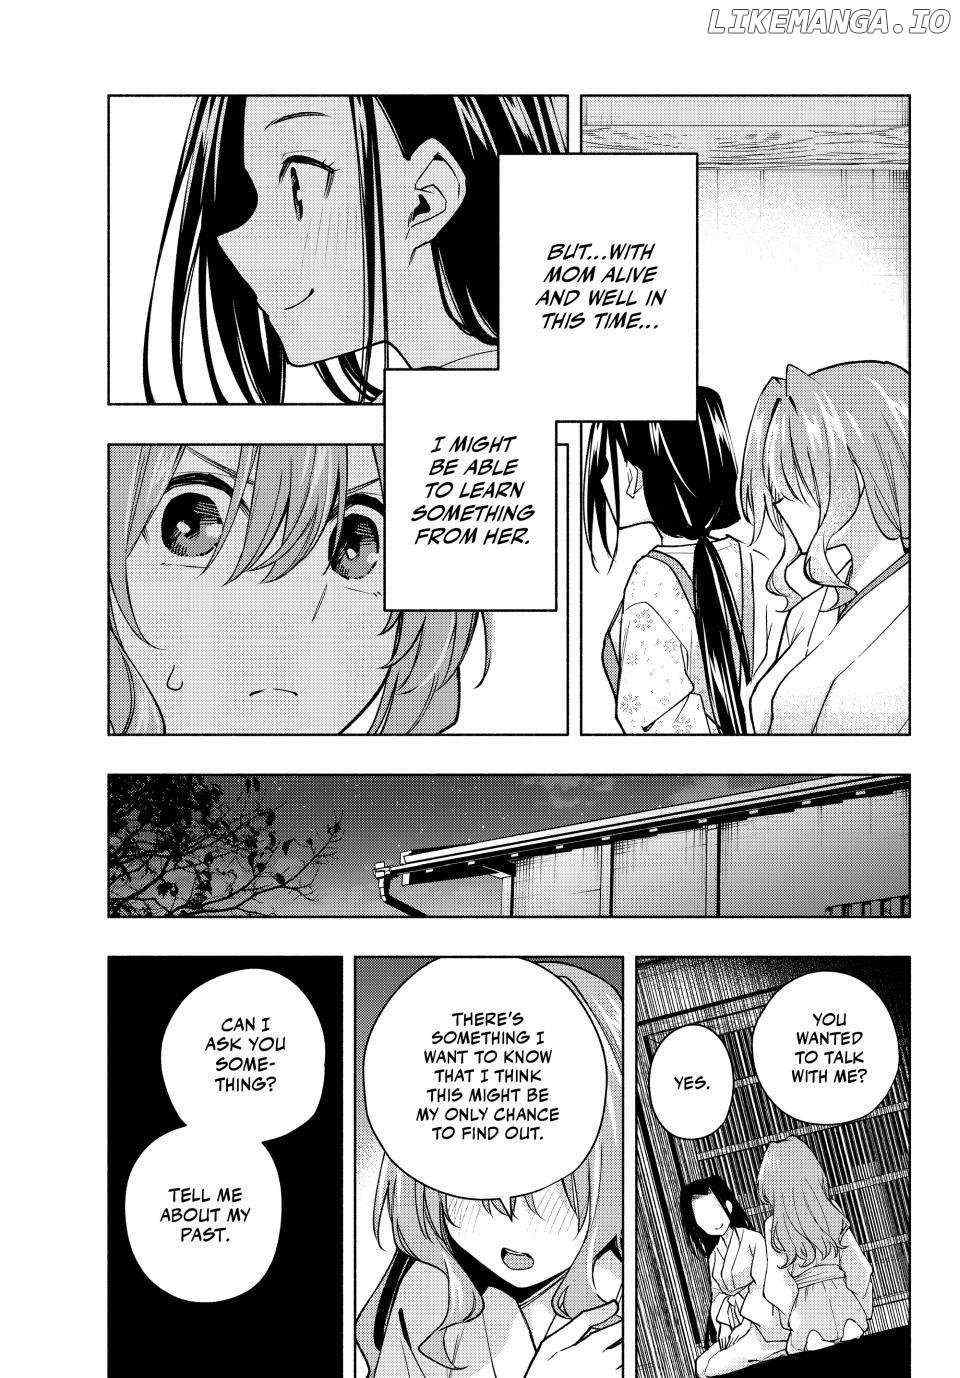 LIKEMANGA.IO
BUT...WITH
MOM ALIVE
AND WELL IN
THIS TIME...
I MIGHT
BE ABLE
TO LEARN
SOMETHING
FROM HER.
YOU
WANTED
TO TALK
WITH ME?
YES.
THERE'S
SOMETHING I
WANT TO KNOW
THAT I THINK
THIS MIGHT BE
MY ONLY CHANCE
TO FIND OUT.
CAN I
ASK YOU
SOME-
THING?
TELL ME
ABOUT MY
PAST.